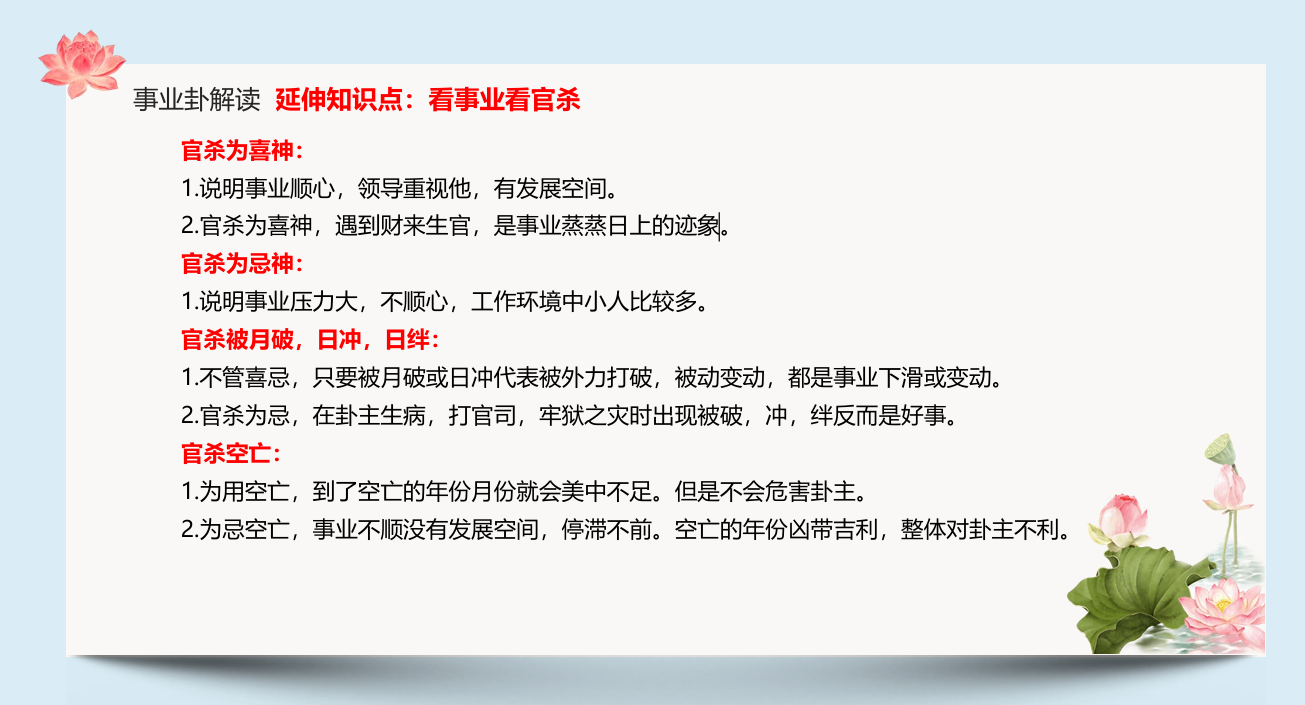 事业卦解读 延伸知识点：看事业看官杀
官杀为喜神：
1.说明事业顺心，领导重视他，有发展空间。
2.官杀为喜神，遇到财来生官，是事业蒸蒸日上的迹象。
官杀为忌神：
1.说明事业压力大，不顺心，工作环境中小人比较多。
官杀被月破，日冲，日绊：
1.不管喜忌，只要被月破或日冲代表被外力打破，被动变动，都是事业下滑或变动。
2.官杀为忌，在卦主生病，打官司，牢狱之灾时出现被破，冲，绊反而是好事。
官杀空亡：
1.为用空亡，到了空亡的年份月份就会美中不足。但是不会危害卦主。
2.为忌空亡，事业不顺没有发展空间，停滞不前。空亡的年份凶带吉利，整体对卦主不利。